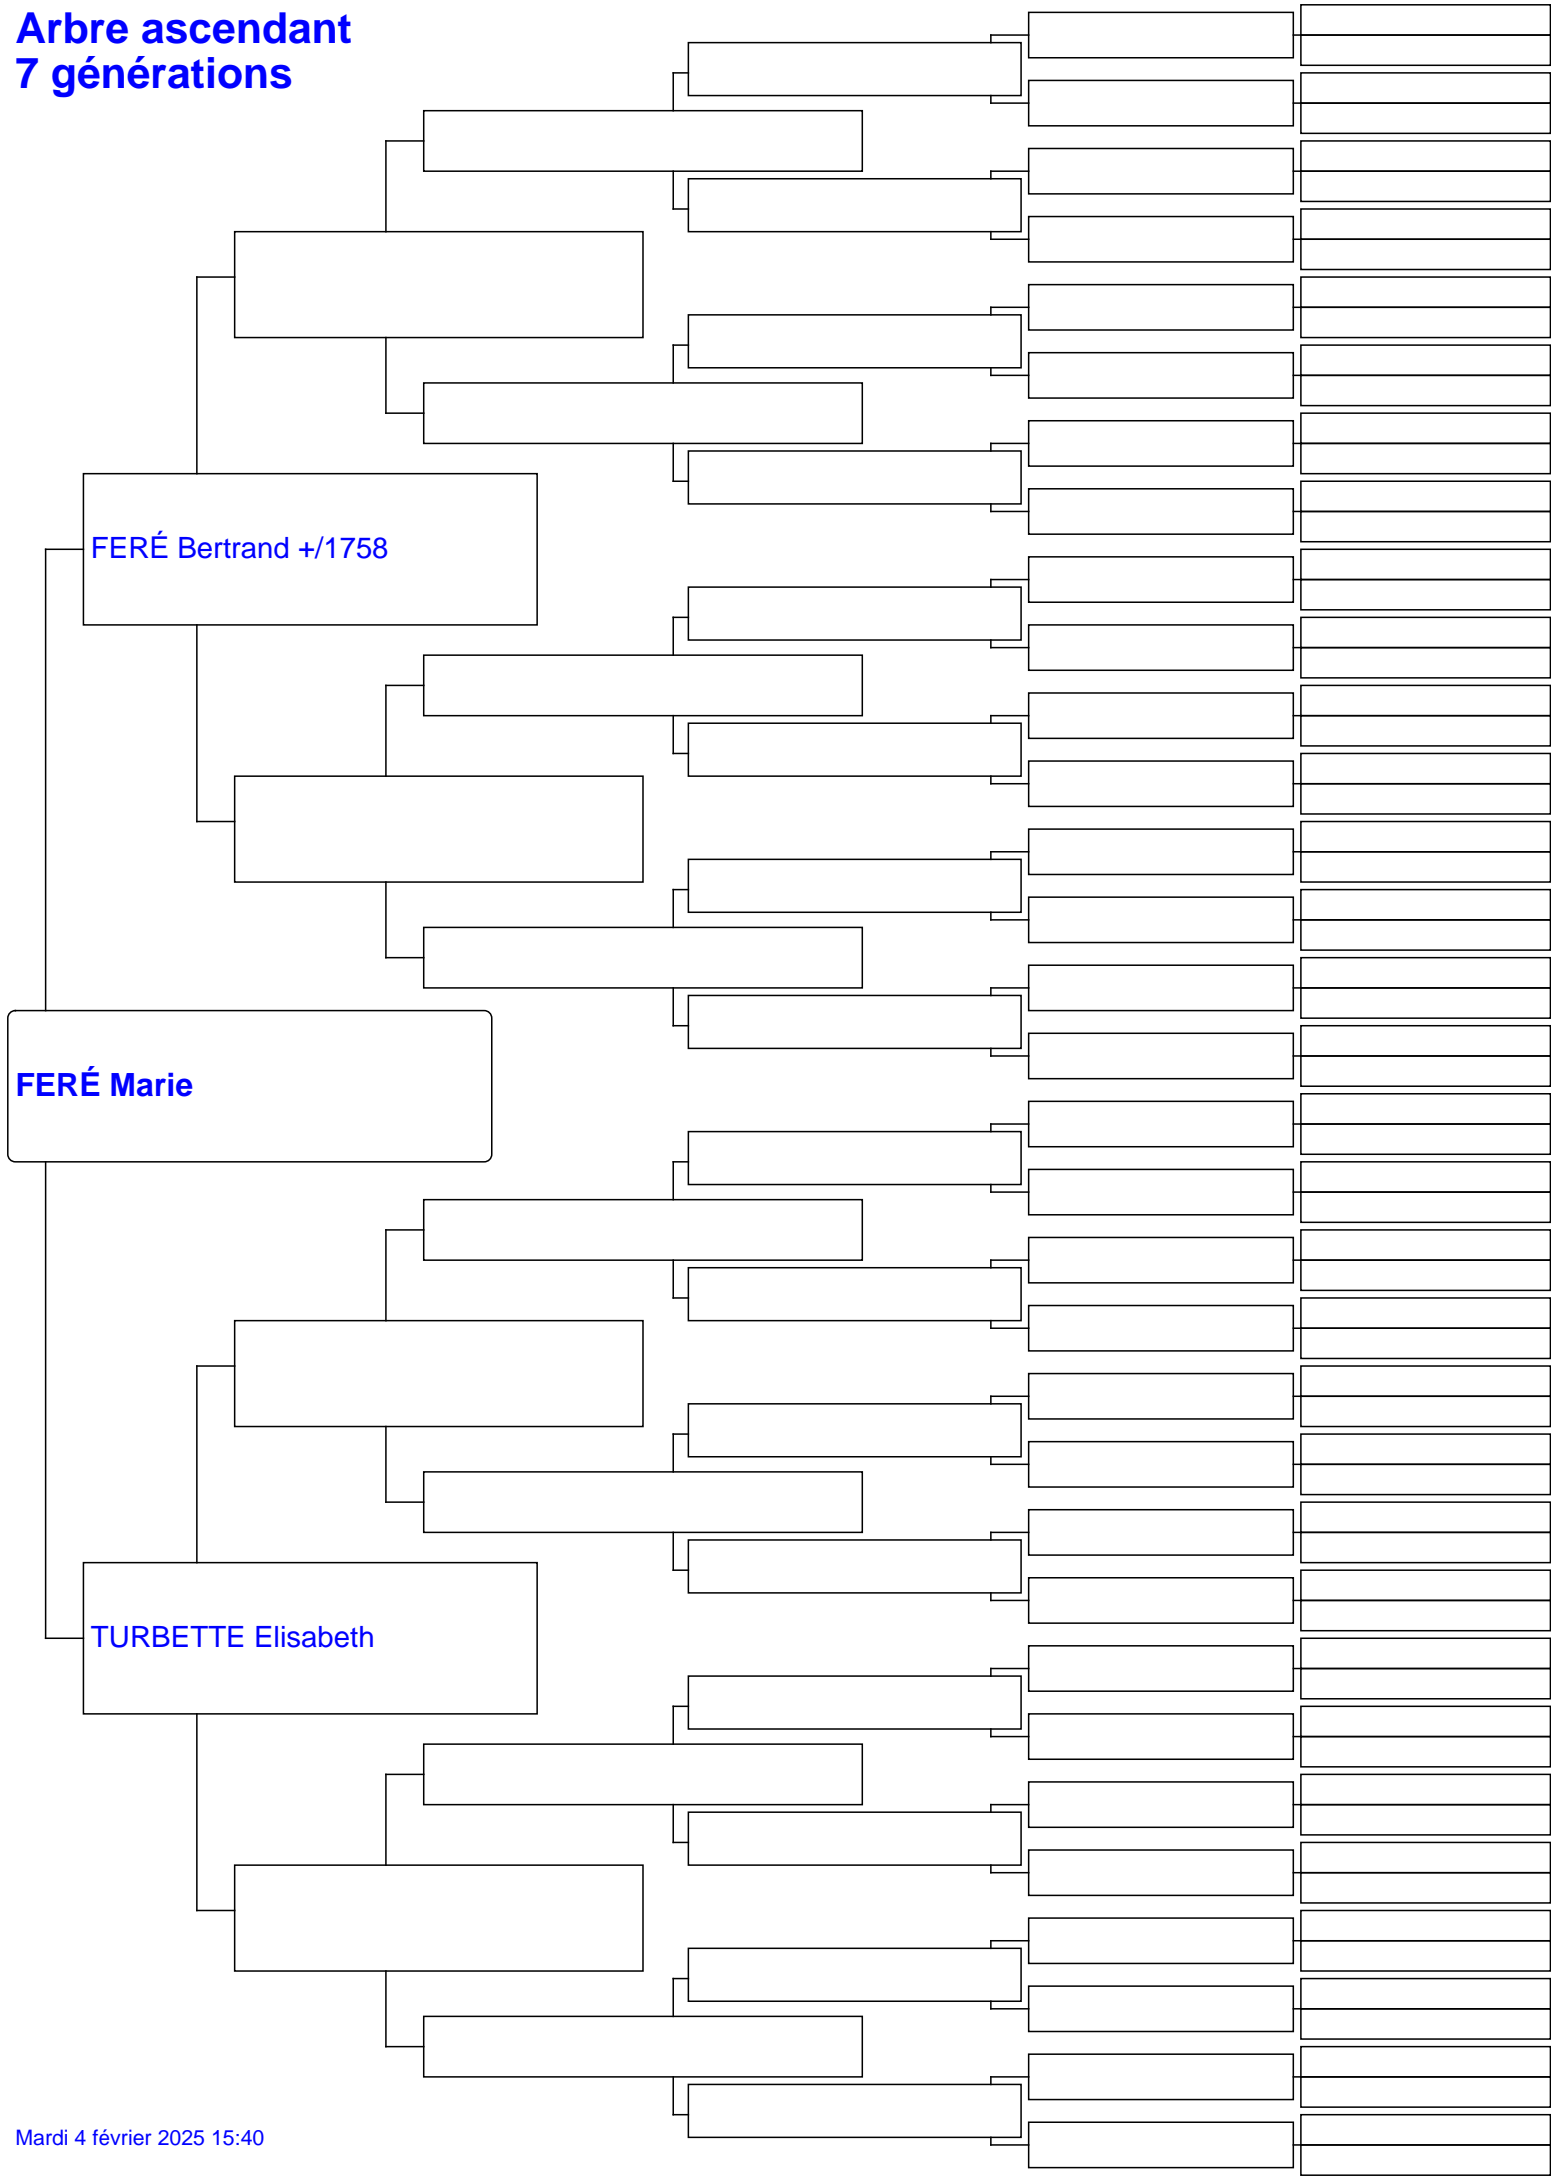 Arbre ascendant
7 générations
FERÉ Bertrand +/1758
FERÉ Marie
TURBETTE Elisabeth
Mardi 4 février 2025 15:40